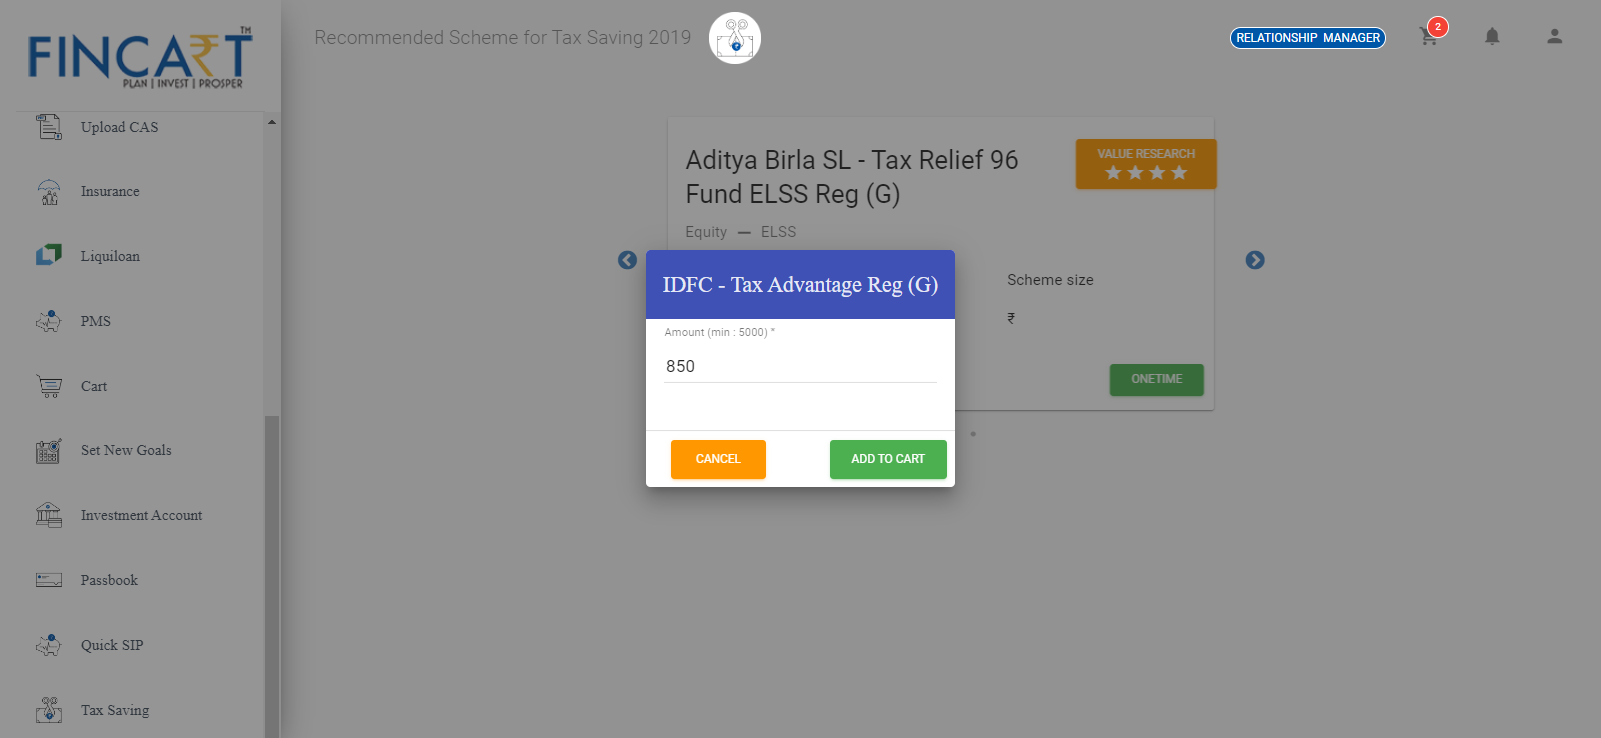 FINCART TM
PLAN | INVEST | PROSPER
Upload CAS
Insurance
Liquiloan
PMS
Cart
Set New Goals
Investment Account
Passbook
Quick SIP
Tax Saving
Recommended Scheme for Tax Saving 2019
RELATIONSHIP MANAGER
2
Aditya Birla SL - Tax Relief 96
Fund ELSS Reg (G)
VALUE RESEARCH
Equity — ELSS
Scheme size
₹
ONETIME
IDFC - Tax Advantage Reg (G)
Amount (min : 5000) *
850
CANCEL
ADD TO CART